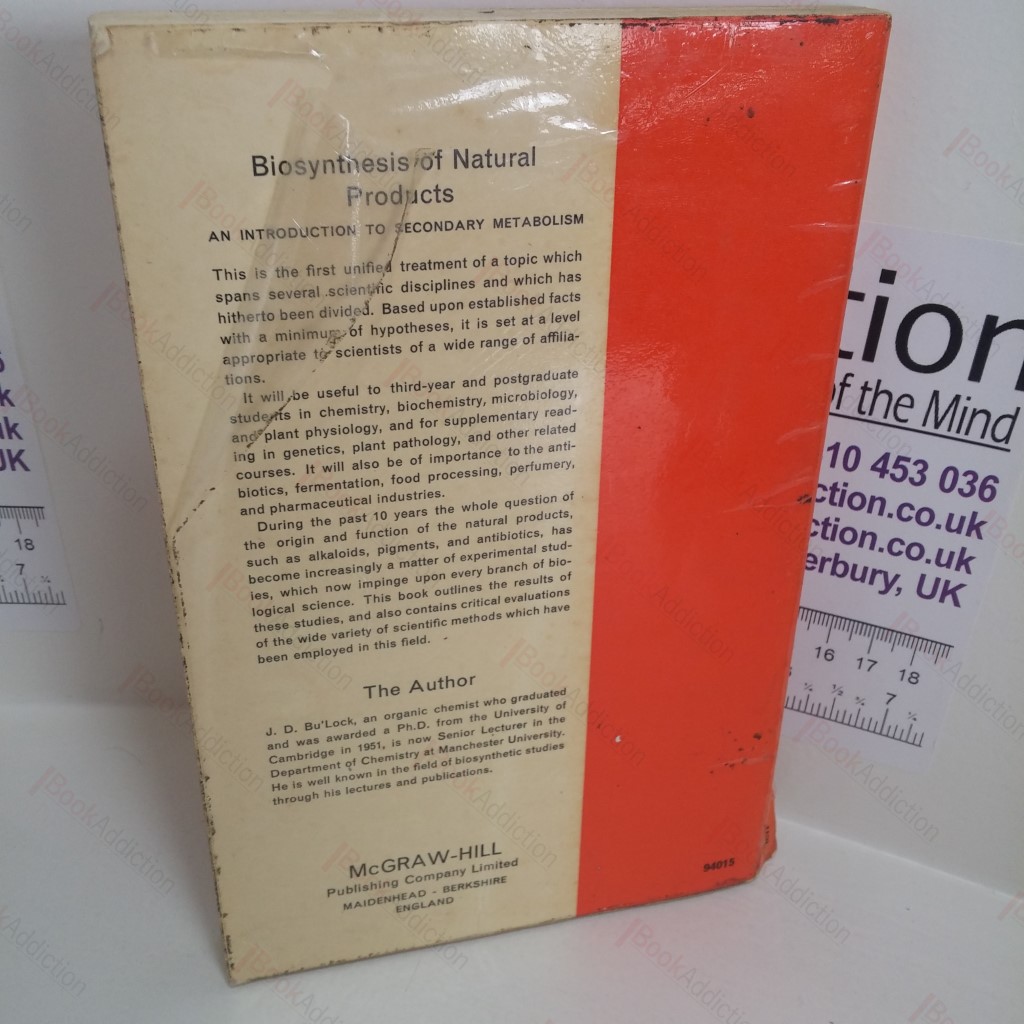 Biosynthesis of Natural
Products
AN INTRODUCTION TO SECONDARY METABOLISM
This is the first unified treatment of a topic which
spans several scientific disciplines and which has
hitherto been divided. Based upon established facts
with a minimum of hypotheses, it is set at a level
appropriate to scientists of a wide range of affilia-
tions.
It will be useful to third-year and postgraduate
students in chemistry, biochemistry, microbiology,
and plant physiology, and for supplementary read-
ing in genetics, plant pathology, and other related
courses. It will also be of importance to the anti-
biotics, fermentation, food processing, perfumery,
and pharmaceutical industries.
During the past 10 years the whole question of
the origin and function of the natural products,
such as alkaloids, pigments, and antibiotics, has
become increasingly a matter of experimental stud-
ies, which now impinge upon every branch of bio-
logical science. This book outlines the results of
these studies, and also contains critical evaluations
of the wide variety of scientific methods which have
been employed in this field.
The Author
J. D. Bu'Lock, an organic chemist who graduated
and was awarded a Ph.D. from the University of
Cambridge in 1951, is now Senior Lecturer in the
Department of Chemistry at Manchester University.
He is well known in the field of biosynthetic studies
through his lectures and publications.
McGRAW-HILL
Publishing Company Limited
MAIDENHEAD - BERKSHIRE
ENGLAND
94015
tion
of the Mind
10 453 036
ction.co.uk
ction.co.uk
erbury, UK
16 17 18
7
k
uk
UK
18
7
BookAddiction